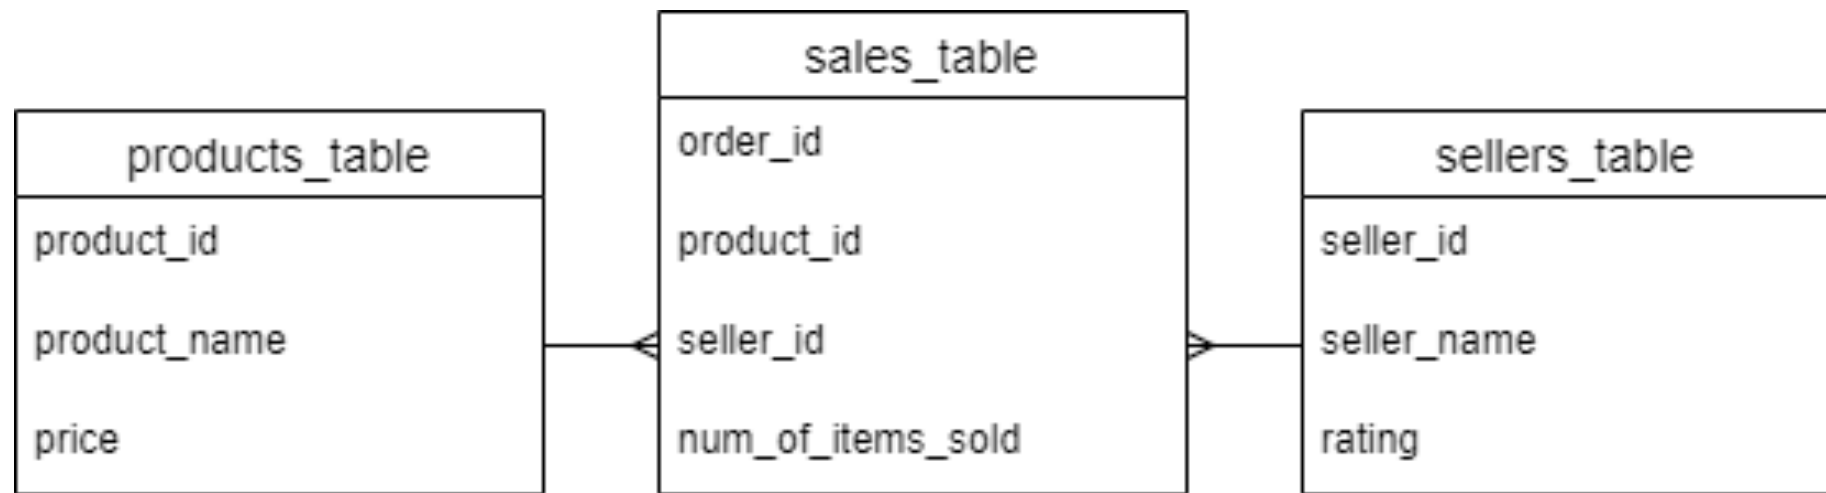 products_table
product_id
product_name
price
sales_table
order_id
product_id
seller_id
num_of_items_sold
sellers_table
seller_id
seller_name
rating